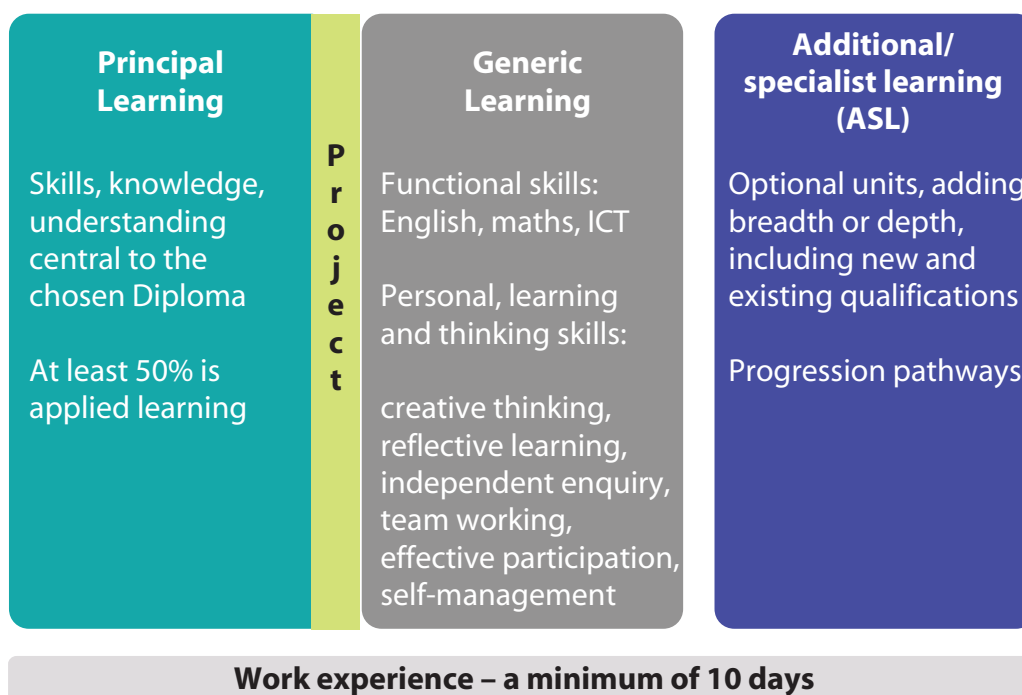 Principal
Learning
Skills, knowledge,
understanding
central to the
chosen Diploma
At least 50% is
applied learning
Project
Generic
Learning
Functional skills:
English, maths, ICT
Personal, learning
and thinking skills:
creative thinking,
reflective learning,
independent enquiry,
team working,
effective participation,
self-management
Additional/
specialist learning
(ASL)
Optional units, adding
breadth or depth,
including new and
existing qualifications
Progression pathways
Work experience – a minimum of 10 days